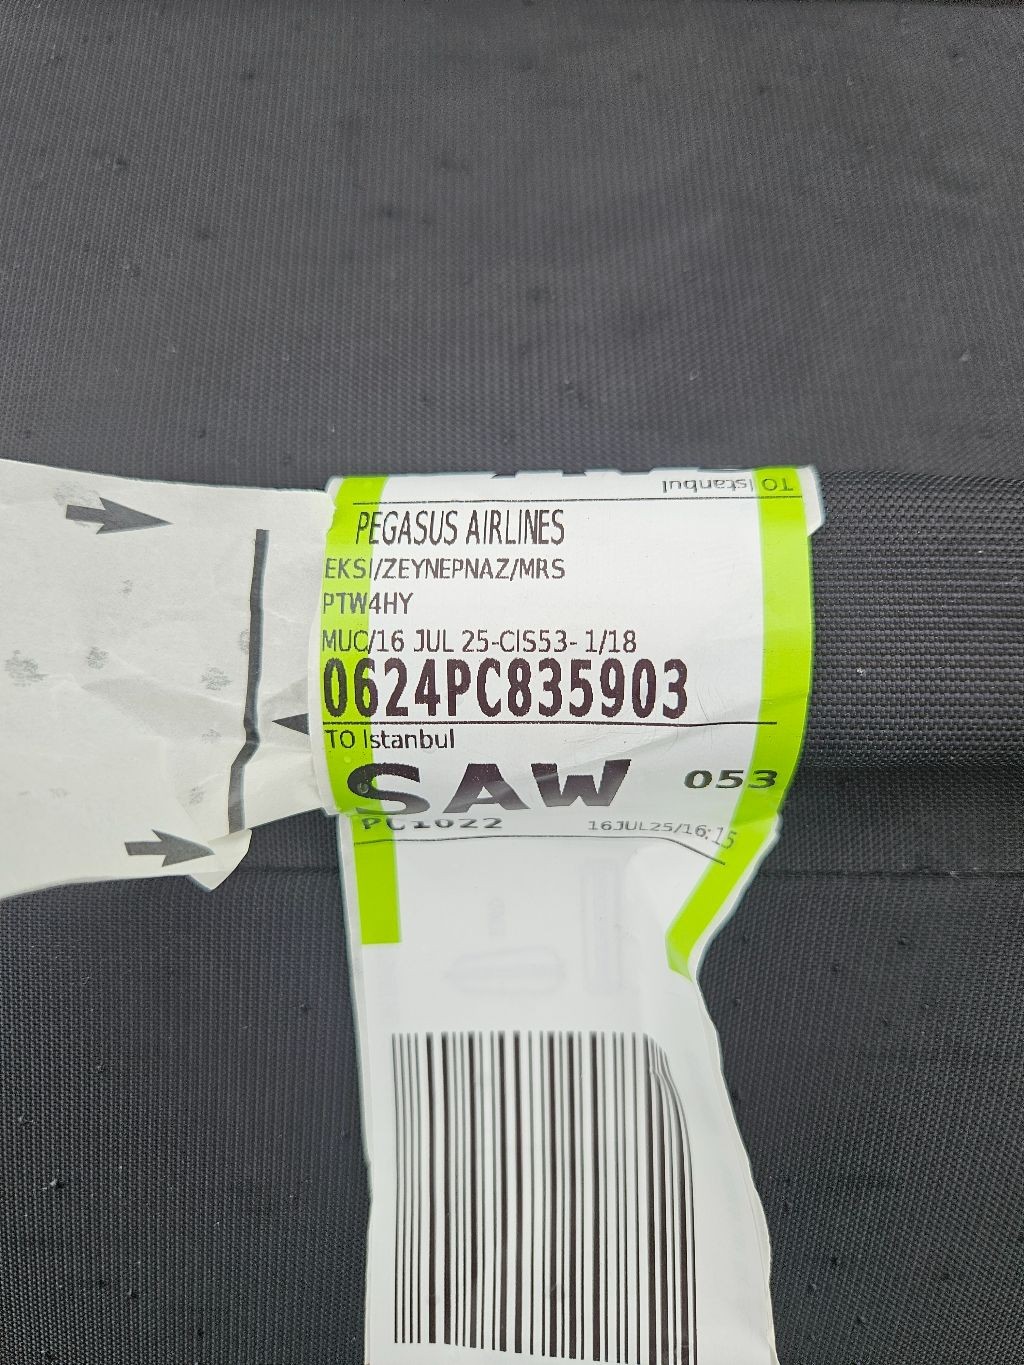 TO Istanbul
PEGASUS AIRLINES
EKSI/ZEYNEPNAZ/MRS
PTW4HY
MUC/16 JUL 25-CIS53- 1/18
0624PC835903
TO Istanbul
SAW 053
PC1022 16JUL25/16:15